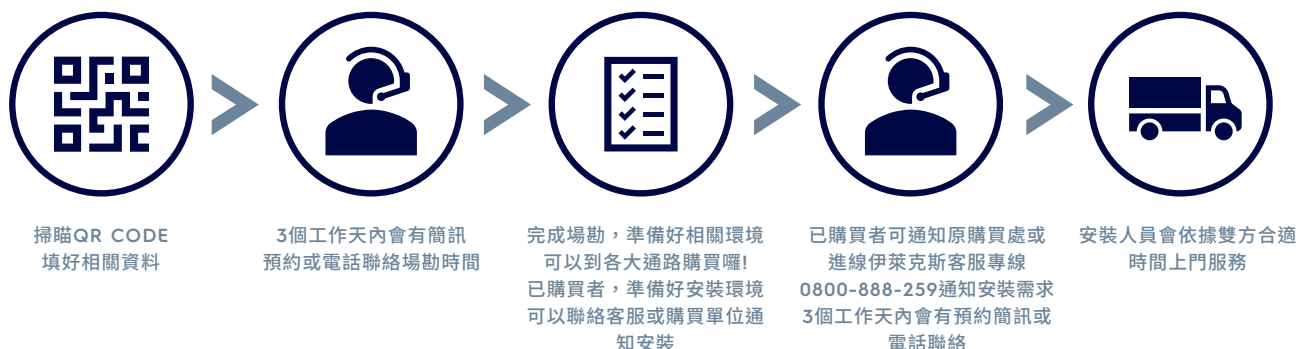 掃瞄QR CODE
填好相關資料
3個工作天內會有簡訊
預約或電話聯絡場勘時間
完成場勘，準備好相關環境
可以到各大通路購買囉!
已購買者，準備好安裝環境
可以聯絡客服或購買單位通
知安裝
已購買者可通知原購買處或
進線伊萊克斯客服專線
0800-888-259通知安裝需求
3個工作天內會有預約簡訊或
電話聯絡
安裝人員會依據雙方合適
時間上門服務